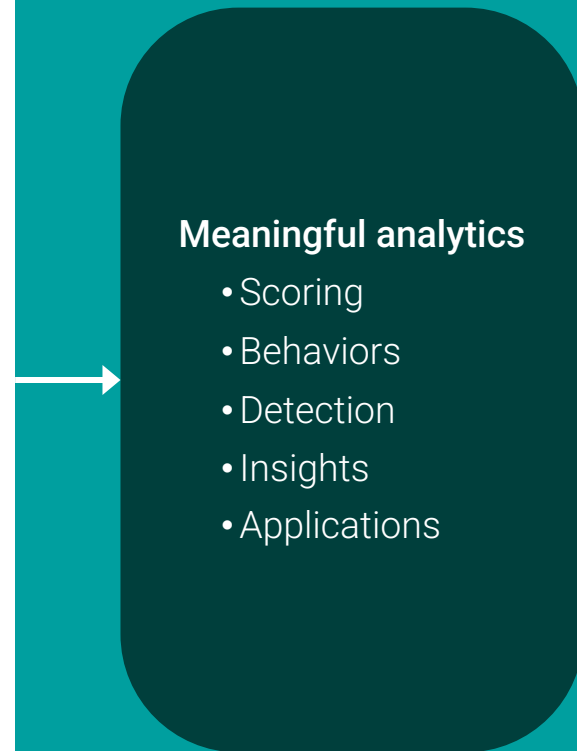 Meaningful analytics
• Scoring
• Behaviors
• Detection
• Insights
• Applications